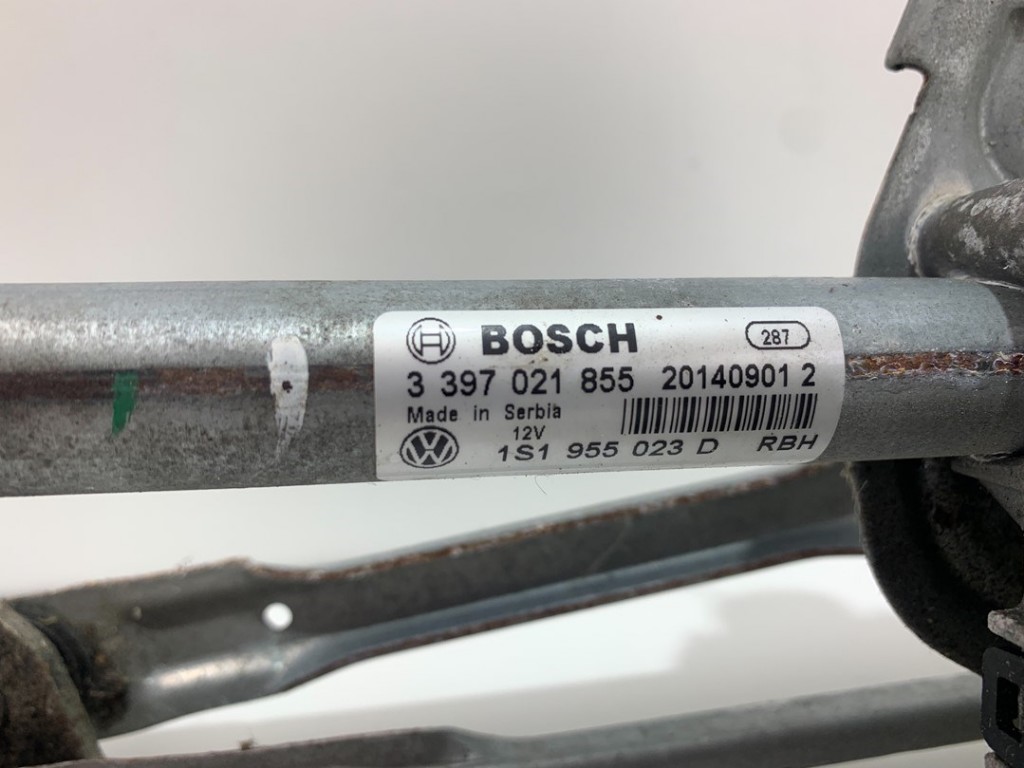 BOSCH 287
3 397 021 855 20140901 2
Made in Serbia
12V
1S1 955 023 D RBH